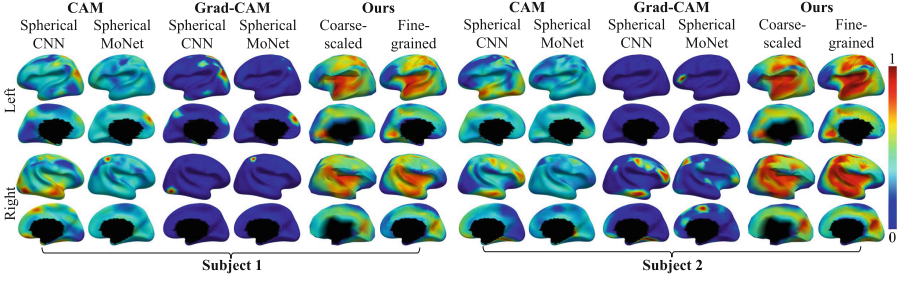 CAM Grad-CAM Ours CAM Grad-CAM Ours
Spherical Spherical Spherical Spherical Coarse- Fine- Spherical Spherical Spherical Spherical Coarse- Fine-
CNN MoNet CNN MoNet scaled grained CNN MoNet CNN MoNet scaled grained
1
Left
Right
0
Subject 1 Subject 2